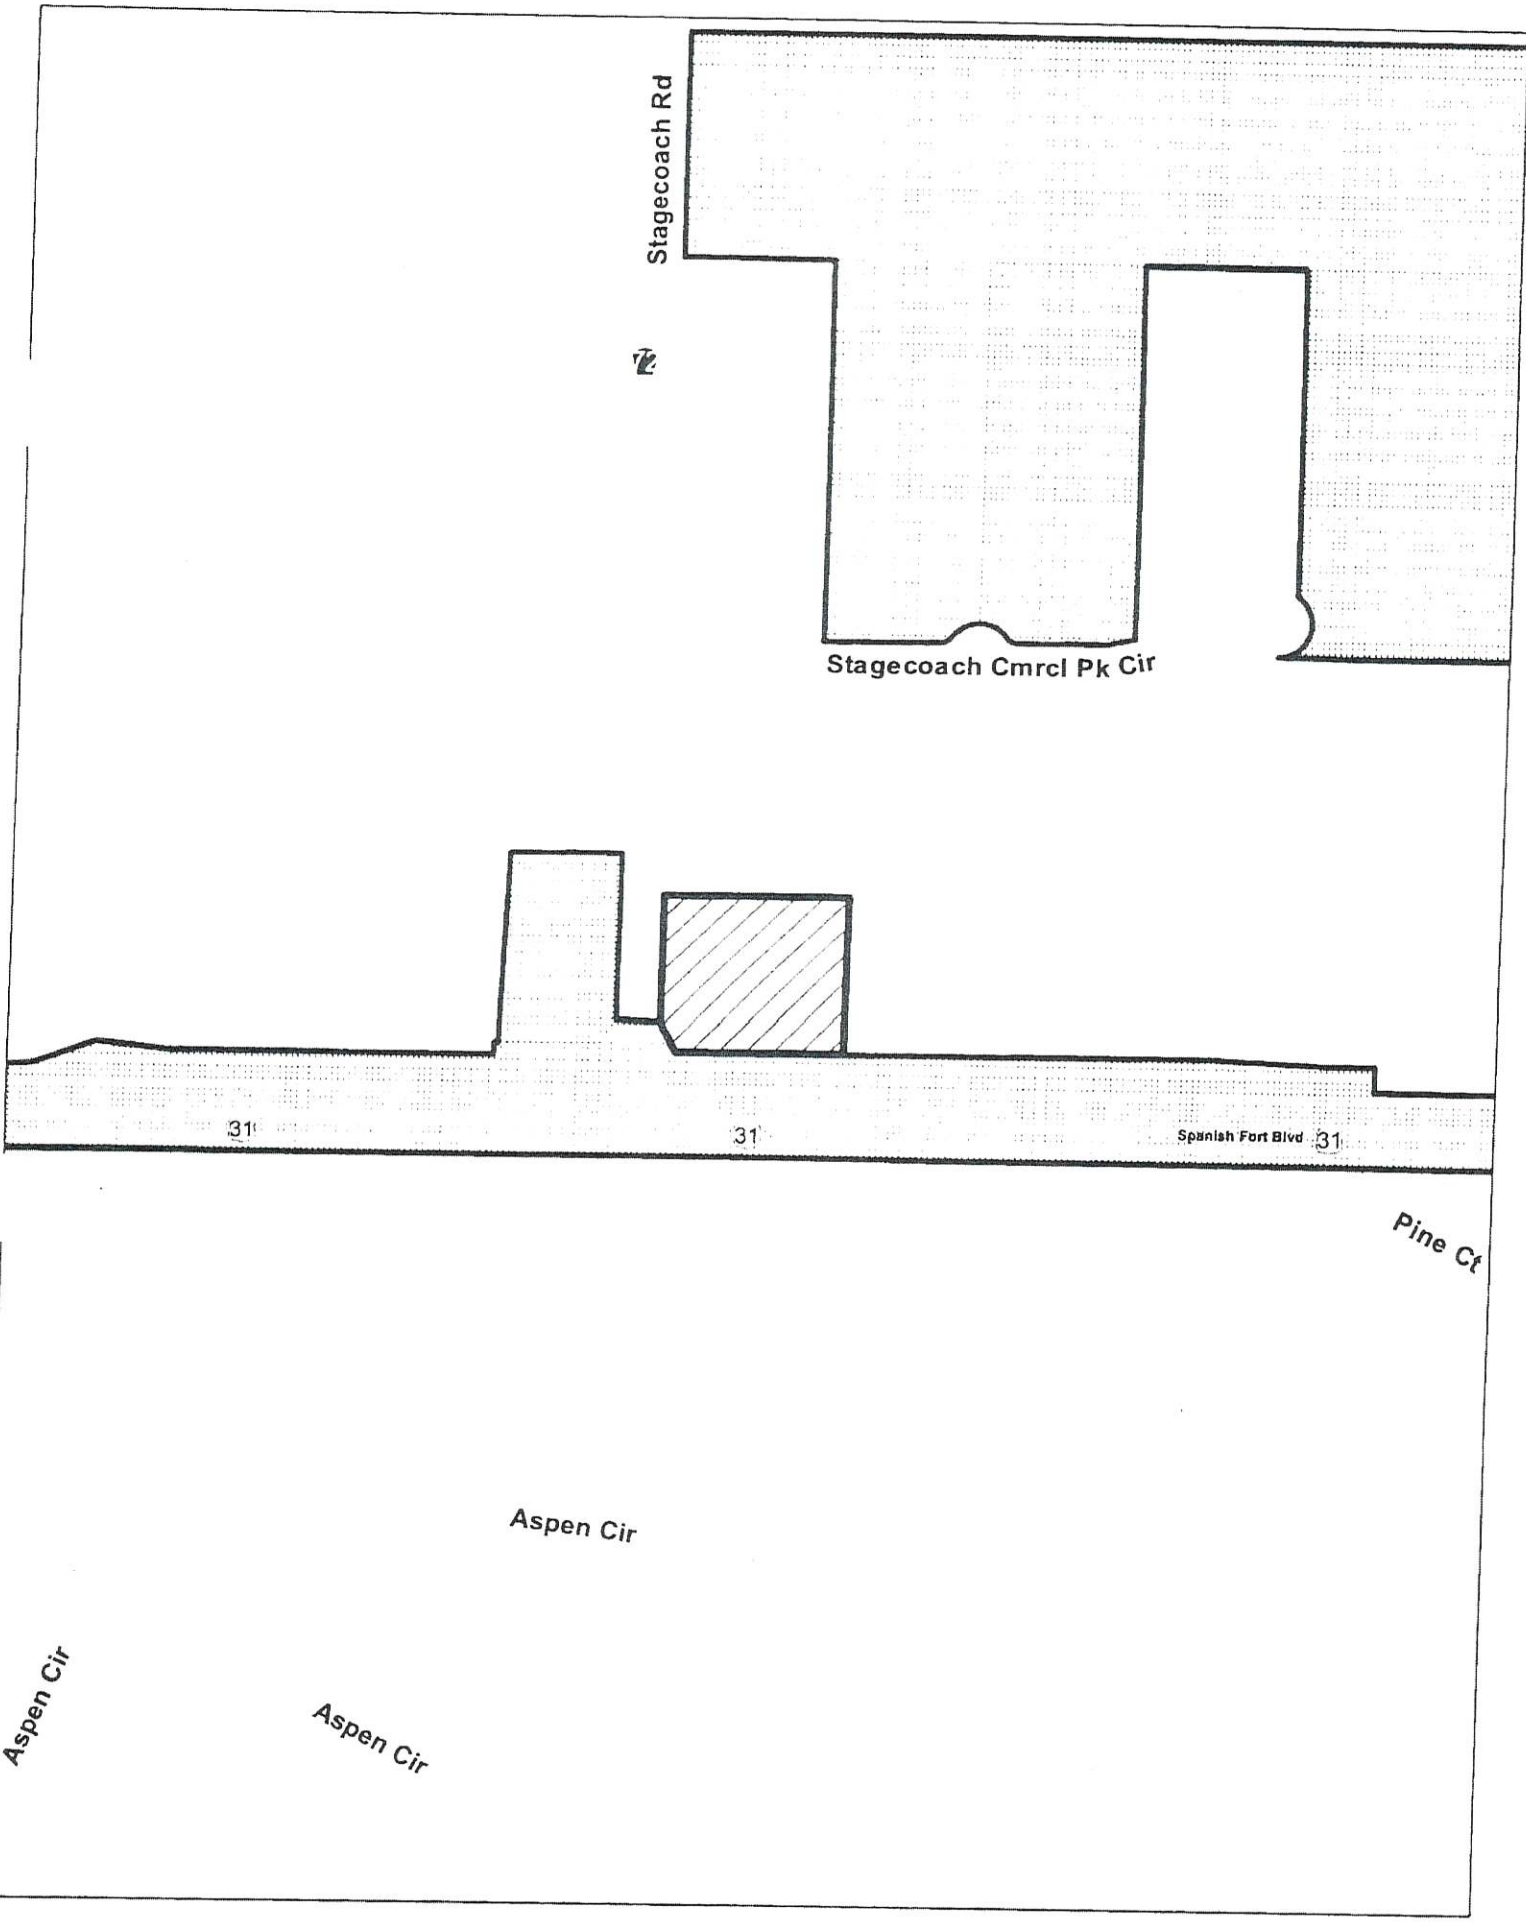 Stagecoach Rd
Stagecoach Cmrcl Pk Cir
31
31
Spanish Fort Blvd 31
Pine Ct
Aspen Cir
Aspen Cir
Aspen Cir